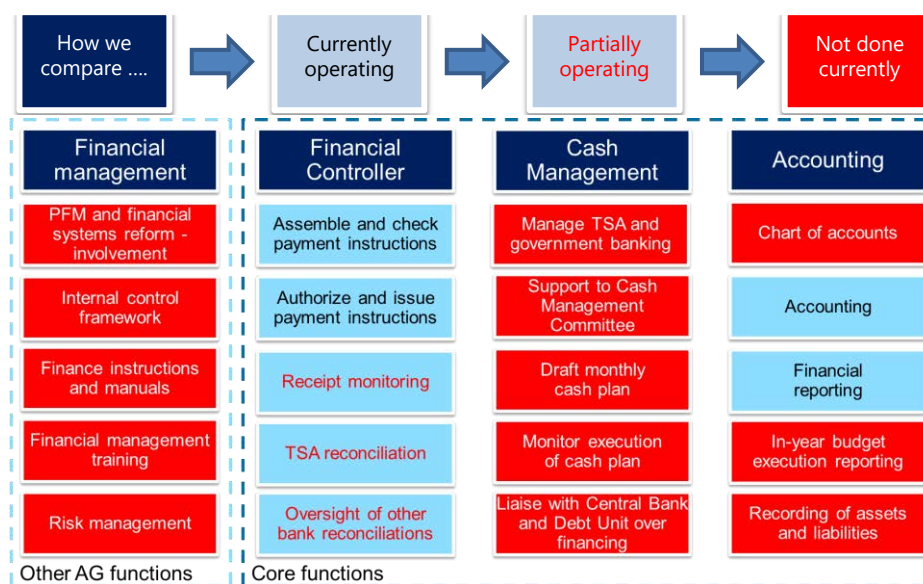 How we
compare ....
Currently
operating
Partially
operating
Not done
currently
Financial
management
PFM and financial
systems reform -
involvement
Internal control
framework
Finance instructions
and manuals
Financial management
training
Risk management
Other AG functions
Financial
Controller
Assemble and check
payment instructions
Authorize and issue
payment instructions
Receipt monitoring
TSA reconciliation
Oversight of other
bank reconciliations
Core functions
Cash
Management
Manage TSA and
government banking
Support to Cash
Management
Committee
Draft monthly
cash plan
Monitor execution
of cash plan
Liaise with Central Bank
and Debt Unit over
financing
Accounting
Chart of accounts
Accounting
Financial
reporting
In-year budget
execution reporting
Recording of assets
and liabilities